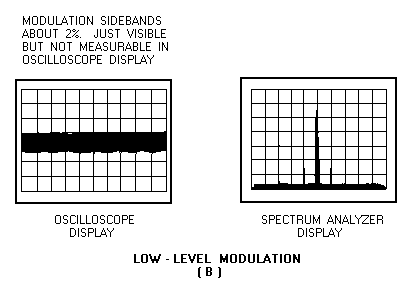 MODULATION SIDEBANDS
ABOUT 2%. JUST VISIBLE
BUT NOT MEASURABLE IN
OSCILLOSCOPE DISPLAY
OSCILLOSCOPE
DISPLAY
SPECTRUM ANALYZER
DISPLAY
LOW - LEVEL MODULATION
( B )